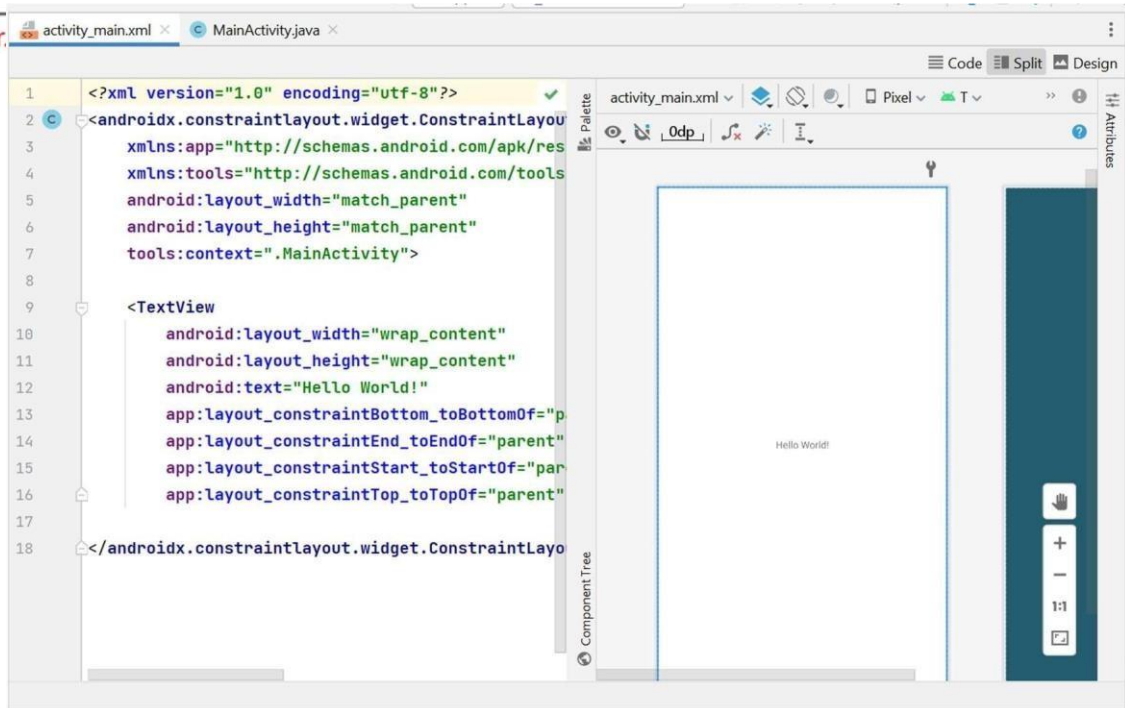 activity_main.xml MainActivity.java
Code Split Design
1 <?xml version="1.0" encoding="utf-8"?>
2 <androidx.constraintlayout.widget.ConstraintLayou
3 xmlns:app="http://schemas.android.com/apk/res
4 xmlns:tools="http://schemas.android.com/tools
5 android:layout_width="match_parent"
6 android:layout_height="match_parent"
7 tools:context=".MainActivity">
8
9 <TextView
10 android:layout_width="wrap_content"
11 android:layout_height="wrap_content"
12 android:text="Hello World!"
13 app:layout_constraintBottom_toBottomOf="p
14 app:layout_constraintEnd_toEndOf="parent"
15 app:layout_constraintStart_toStartOf="par
16 app:layout_constraintTop_toTopOf="parent"
17
18 </androidx.constraintlayout.widget.ConstraintLayo
Palette
Component Tree
activity_main.xml Pixel T
0dp
Hello World!
1:1
Attributes